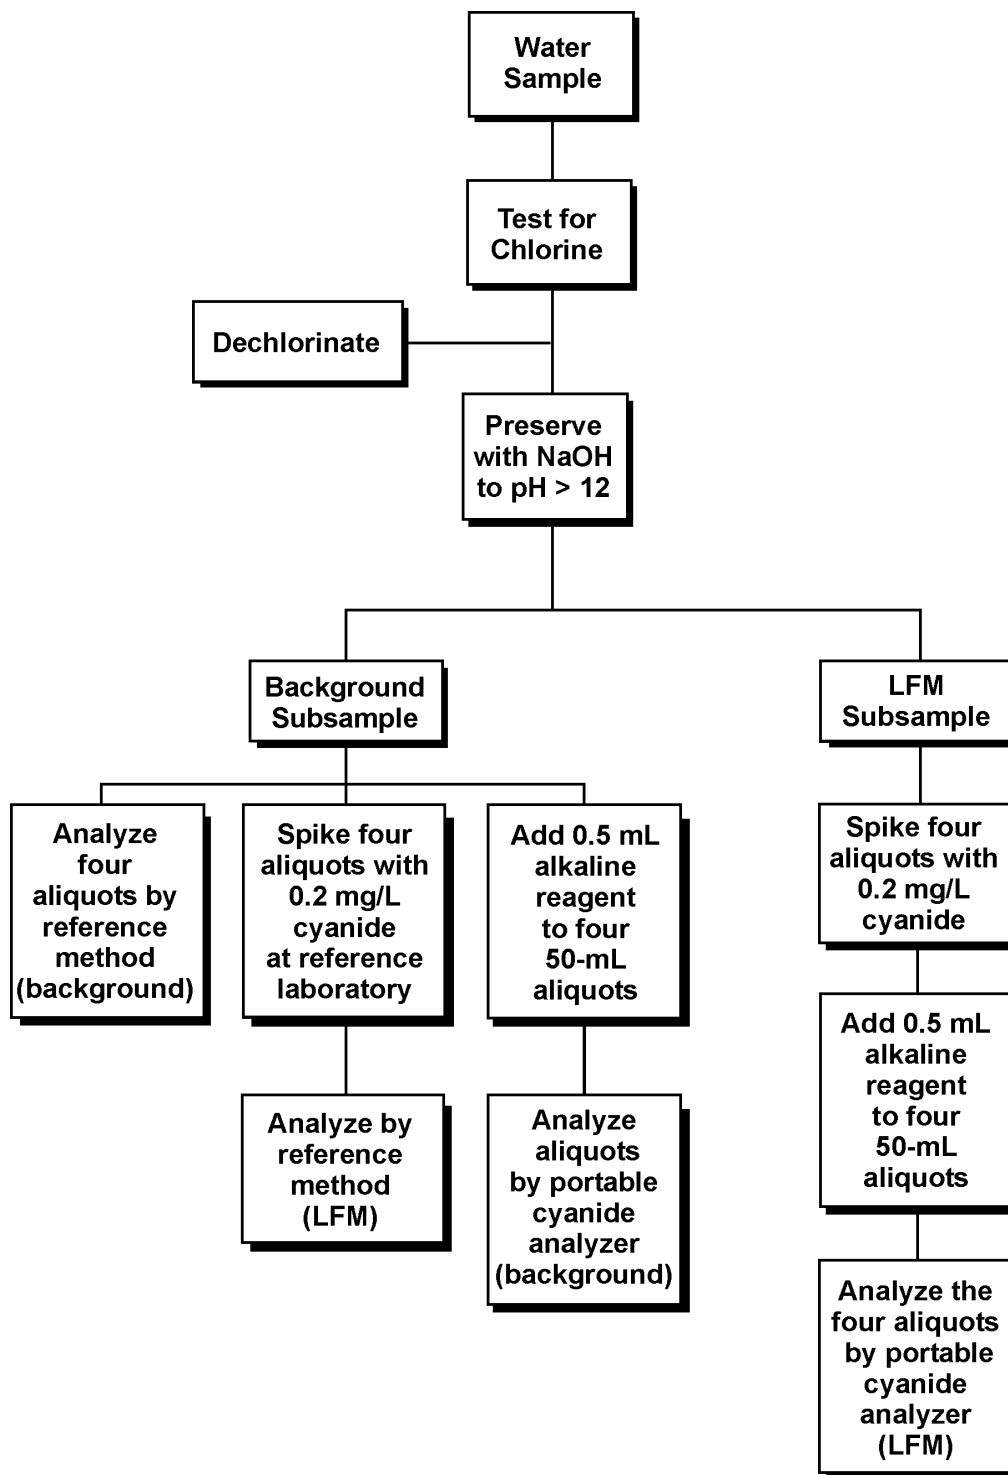 Water
Sample
Test for
Chlorine
Dechlorinate
Preserve
with NaOH
to pH > 12
Background
Subsample
LFM
Subsample
Analyze
four
aliquots by
reference
method
(background)
Spike four
aliquots with
0.2 mg/L
cyanide
at reference
laboratory
Add 0.5 mL
alkaline
reagent
to four
50-mL
aliquots
Spike four
aliquots with
0.2 mg/L
cyanide
Analyze by
reference
method
(LFM)
Analyze
aliquots
by portable
cyanide
analyzer
(background)
Add 0.5 mL
alkaline
reagent
to four
50-mL
aliquots
Analyze the
four aliquots
by portable
cyanide
analyzer
(LFM)